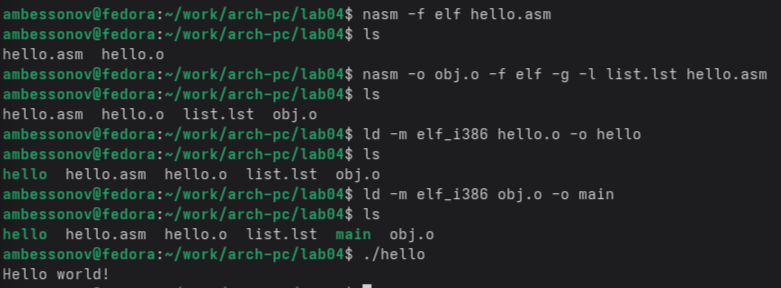 ambessonov@fedora:~/work/arch-pc/lab04$ nasm -f elf hello.asm
ambessonov@fedora:~/work/arch-pc/lab04$ ls
hello.asm  hello.o
ambessonov@fedora:~/work/arch-pc/lab04$ nasm -o obj.o -f elf -g -l list.lst hello.asm
ambessonov@fedora:~/work/arch-pc/lab04$ ls
hello.asm  hello.o  list.lst  obj.o
ambessonov@fedora:~/work/arch-pc/lab04$ ld -m elf_i386 hello.o -o hello
ambessonov@fedora:~/work/arch-pc/lab04$ ls
hello  hello.asm  hello.o  list.lst  obj.o
ambessonov@fedora:~/work/arch-pc/lab04$ ld -m elf_i386 obj.o -o main
ambessonov@fedora:~/work/arch-pc/lab04$ ls
hello  hello.asm  hello.o  list.lst  main  obj.o
ambessonov@fedora:~/work/arch-pc/lab04$ ./hello
Hello world!